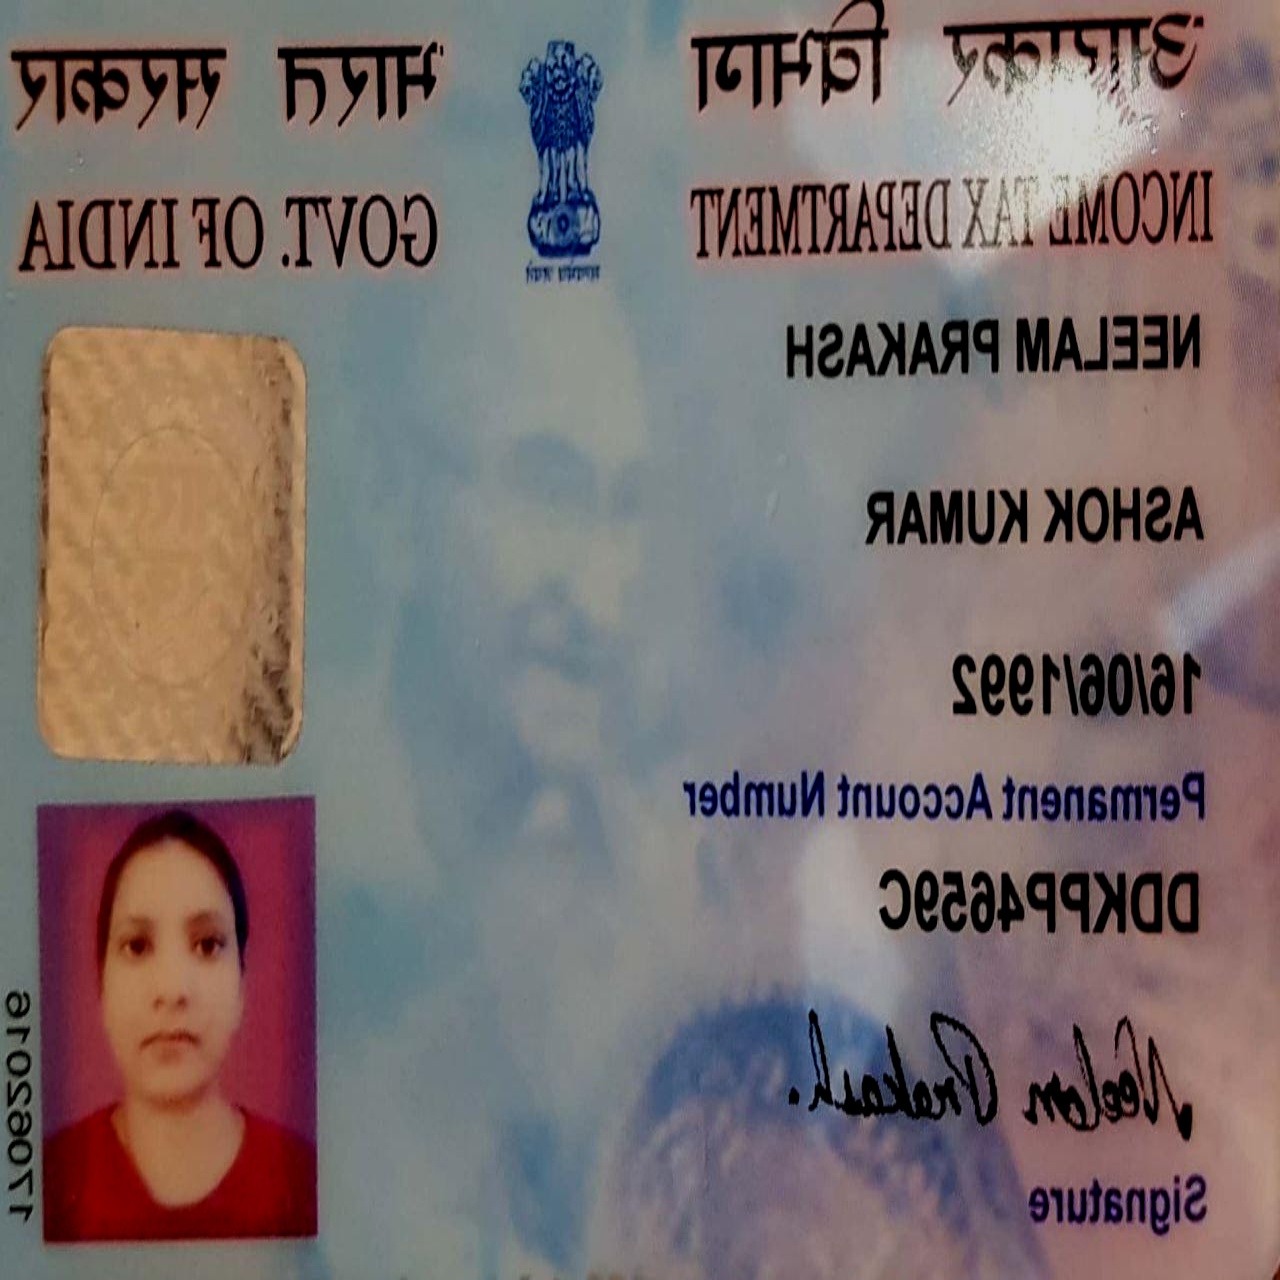 आयकर विभाग भारत सरकार
INCOME TAX DEPARTMENT GOVT. OF INDIA
सत्यमेव जयते
NEELAM PRAKASH
ASHOK KUMAR
16/06/1992
Permanent Account Number
DDKPP4659C
Neelam Prakash.
Signature
17062016